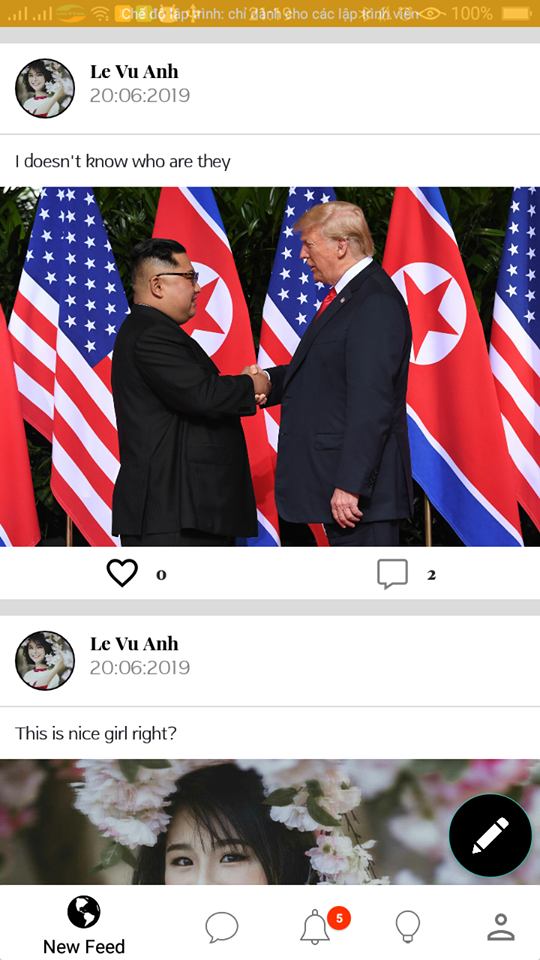 Chế độ lập trình: chỉ dành cho các lập trình viên
21:19
100%
Le Vu Anh
20:06:2019
I doesn't know who are they
0
2
Le Vu Anh
20:06:2019
This is nice girl right?
5
New Feed